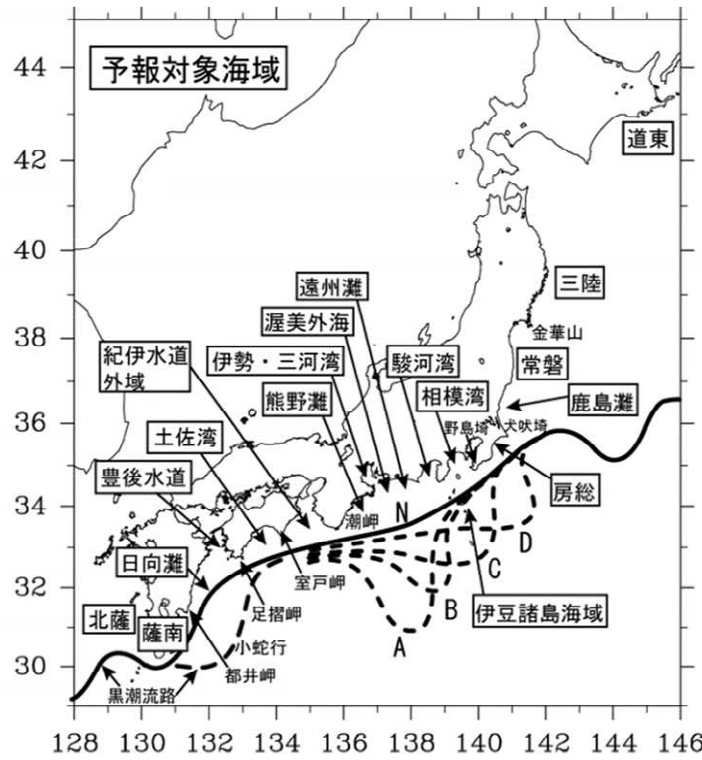 予報対象海域
道東
三陸
金華山
遠州灘
渥美外海
紀伊水道
外域
伊勢・三河湾
駿河湾
常磐
熊野灘
相模湾
鹿島灘
野島埼
犬吠埼
土佐湾
豊後水道
房総
潮岬
N
D
C
B
A
日向灘
室戸岬
足摺岬
伊豆諸島海域
北薩
薩南
小蛇行
都井岬
黒潮流路
44
42
40
38
36
34
32
30
128
130
132
134
136
138
140
142
144
146